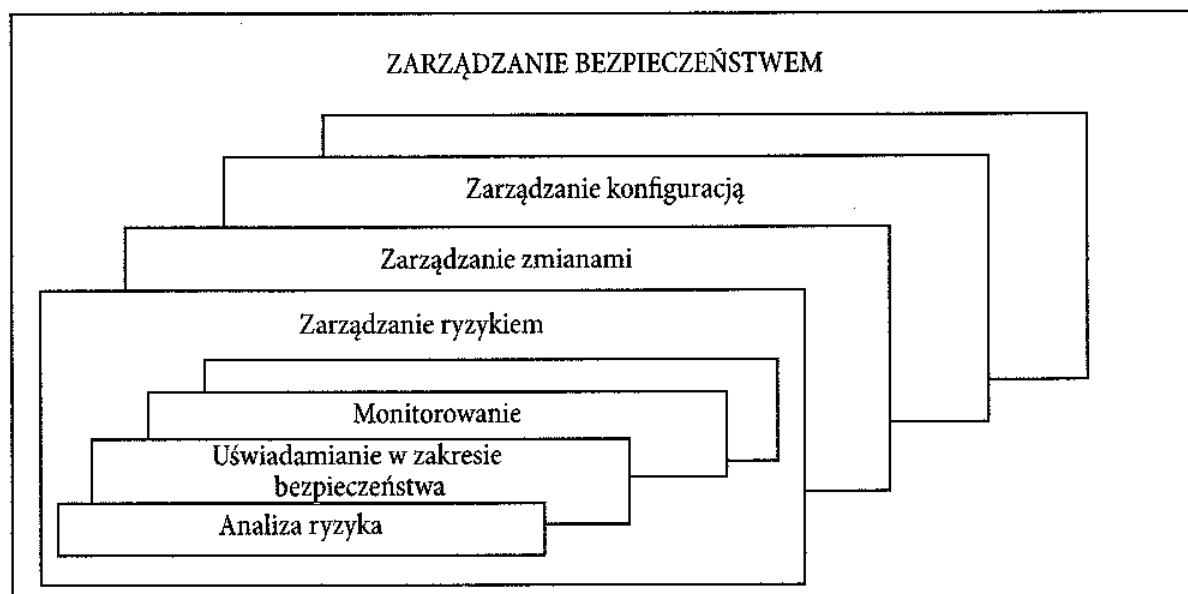 ZARZĄDZANIE BEZPIECZEŃSTWEM
Zarządzanie konfiguracją
Zarządzanie zmianami
Zarządzanie ryzykiem
Monitorowanie
Uświadamianie w zakresie
bezpieczeństwa
Analiza ryzyka